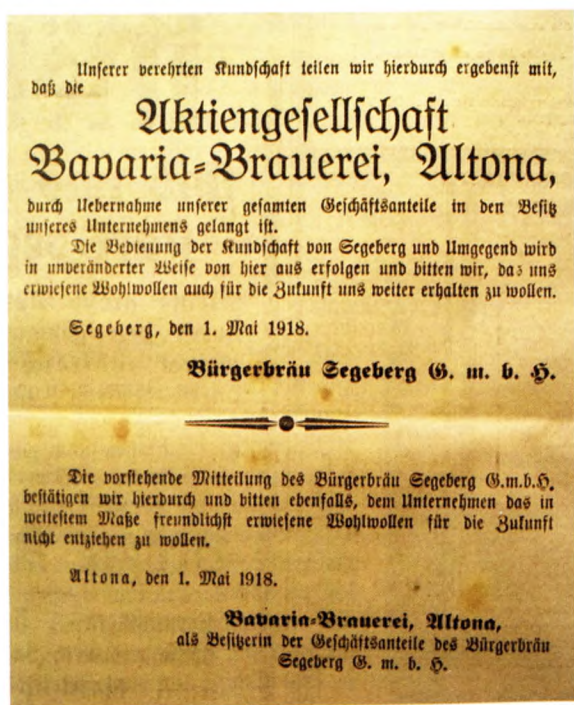 Unserer verehrten Kundschaft teilen wir hierdurch ergebenst mit,
daß die
Aktiengesellschaft
Bavaria-Brauerei, Altona,
durch Uebernahme unserer gesamten Geschäftsanteile in den Besitz
unseres Unternehmens gelangt ist.
Die Bedienung der Kundschaft von Segeberg und Umgegend wird
in unveränderter Weise von hier aus erfolgen und bitten wir, das uns
erwiesene Wohlwollen auch für die Zukunft uns weiter erhalten zu wollen.
Segeberg, den 1. Mai 1918.
Bürgerbräu Segeberg G. m. b. H.
Die vorstehende Mitteilung des Bürgerbräu Segeberg G.m.b.H.
bestätigen wir hierdurch und bitten ebenfalls, dem Unternehmen das in
weitestem Maße freundlichst erwiesene Wohlwollen für die Zukunft
nicht entziehen zu wollen.
Altona, den 1. Mai 1918.
Bavaria-Brauerei, Altona,
als Besitzerin der Geschäftsanteile des Bürgerbräu
Segeberg G. m. b. H.